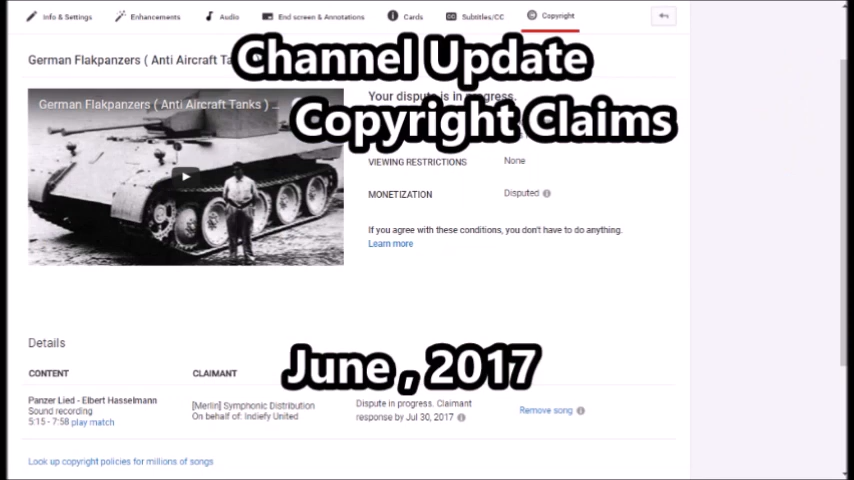 Info & Settings
Enhancements
Audio
End screen & Annotations
Cards
CC
Subtitles/CC
Copyright
German Flakpanzers ( Anti Aircraft Ta
Channel Update
German Flakpanzers ( Anti Aircraft Tanks ) ...
Your dispute is in progress.
Copyright Claims
VIEWING RESTRICTIONS
None
MONETIZATION
Disputed
If you agree with these conditions, you don't have to do anything.
Learn more
Details
June , 2017
CONTENT
CLAIMANT
Panzer Lied - Elbert Hasselmann
Sound recording
5:15 - 7:58 play match
[Merlin] Symphonic Distribution
On behalf of: Indiefy United
Dispute in progress. Claimant
response by Jul 30, 2017
Remove song
Look up copyright policies for millions of songs